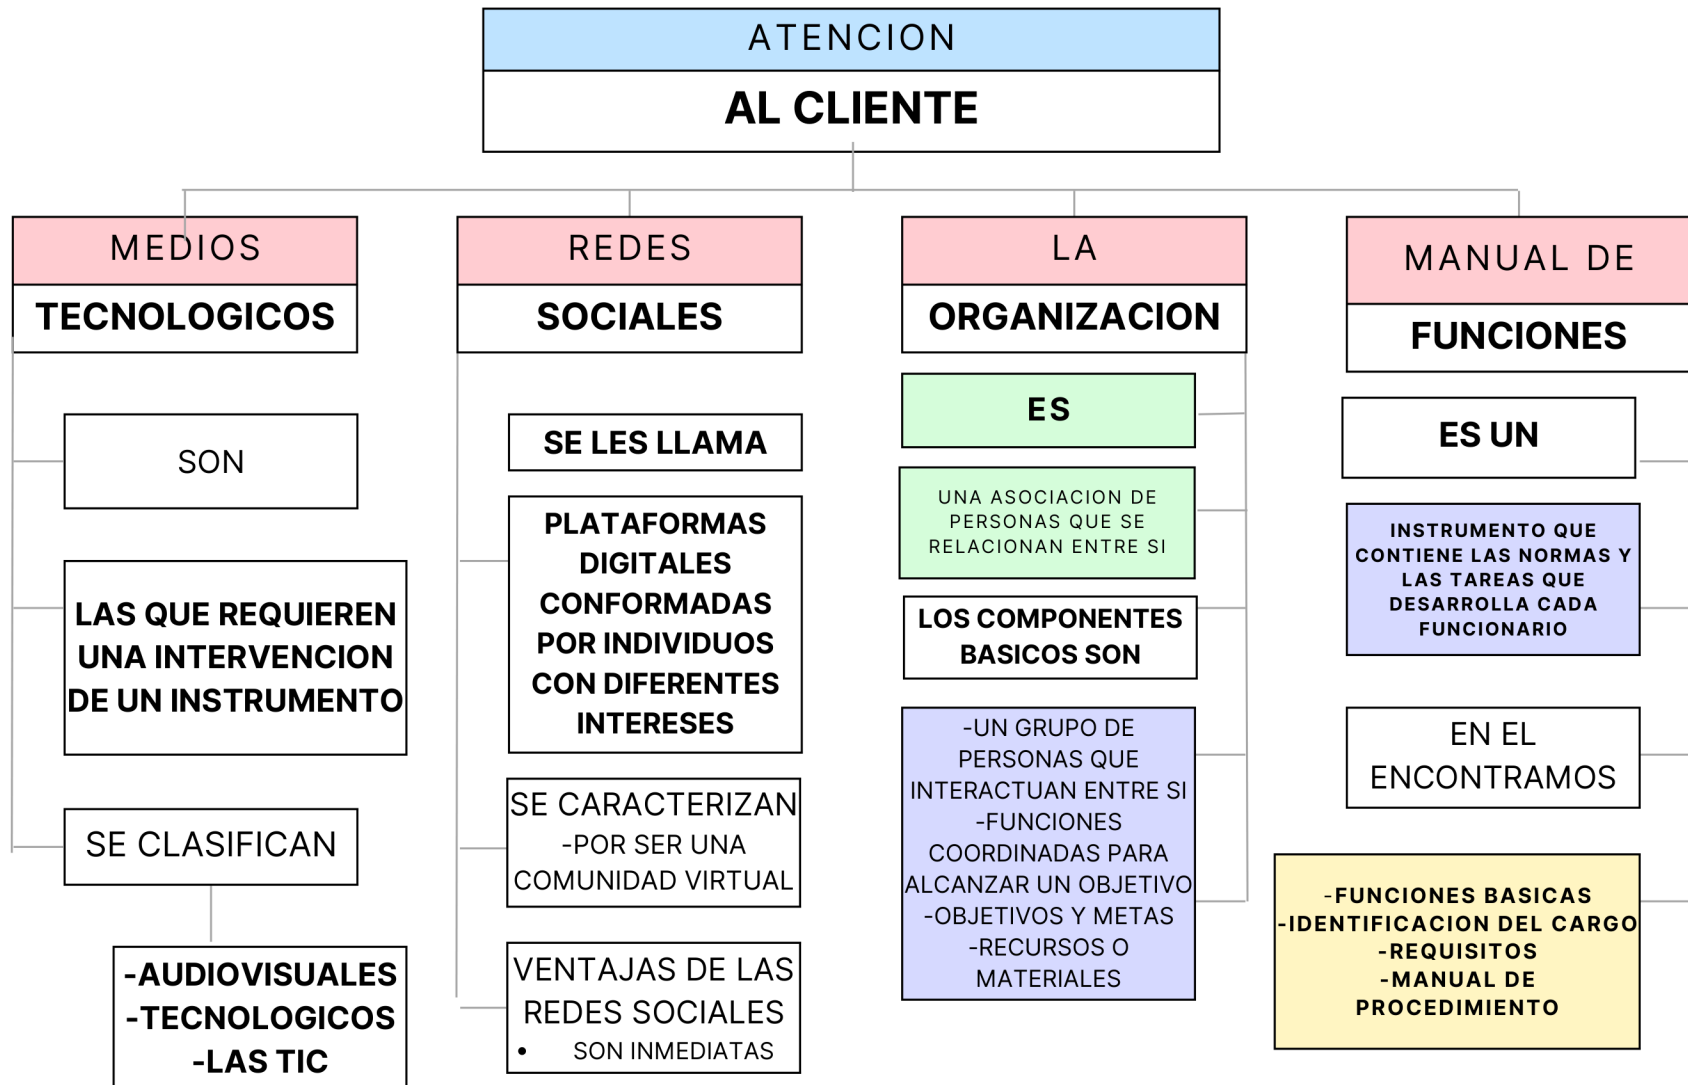 ATENCION
AL CLIENTE
MEDIOS
TECNOLOGICOS
SON
LAS QUE REQUIEREN
UNA INTERVENCION
DE UN INSTRUMENTO
SE CLASIFICAN
-AUDIOVISUALES
-TECNOLOGICOS
-LAS TIC
REDES
SOCIALES
SE LES LLAMA
PLATAFORMAS
DIGITALES
CONFORMADAS
POR INDIVIDUOS
CON DIFERENTES
INTERESES
SE CARACTERIZAN
-POR SER UNA
COMUNIDAD VIRTUAL
VENTAJAS DE LAS
REDES SOCIALES
• SON INMEDIATAS
LA
ORGANIZACION
ES
UNA ASOCIACION DE
PERSONAS QUE SE
RELACIONAN ENTRE SI
LOS COMPONENTES
BASICOS SON
-UN GRUPO DE
PERSONAS QUE
INTERACTUAN ENTRE SI
-FUNCIONES
COORDINADAS PARA
ALCANZAR UN OBJETIVO
-OBJETIVOS Y METAS
-RECURSOS O
MATERIALES
MANUAL DE
FUNCIONES
ES UN
INSTRUMENTO QUE
CONTIENE LAS NORMAS Y
LAS TAREAS QUE
DESARROLLA CADA
FUNCIONARIO
EN EL
ENCONTRAMOS
-FUNCIONES BASICAS
-IDENTIFICACION DEL CARGO
-REQUISITOS
-MANUAL DE
PROCEDIMIENTO